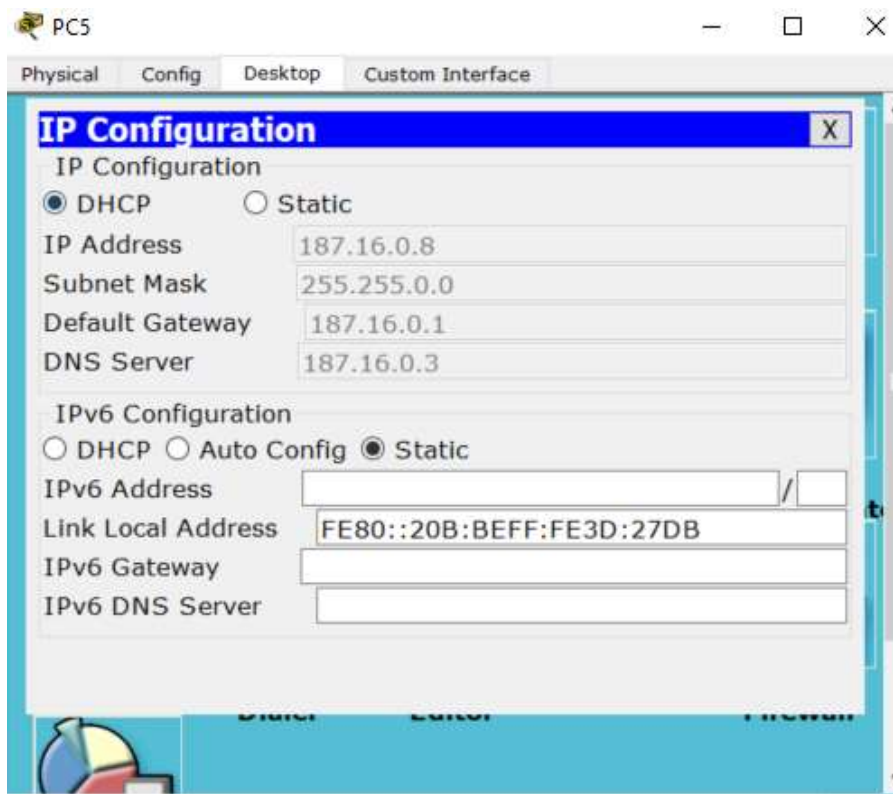 PC5
Physical Config Desktop Custom Interface
IP Configuration X
IP Configuration
DHCP Static
IP Address 187.16.0.8
Subnet Mask 255.255.0.0
Default Gateway 187.16.0.1
DNS Server 187.16.0.3
IPv6 Configuration
DHCP Auto Config Static
IPv6 Address /
Link Local Address FE80::20B:BEFF:FE3D:27DB
IPv6 Gateway
IPv6 DNS Server
Dialer Editor Firewall